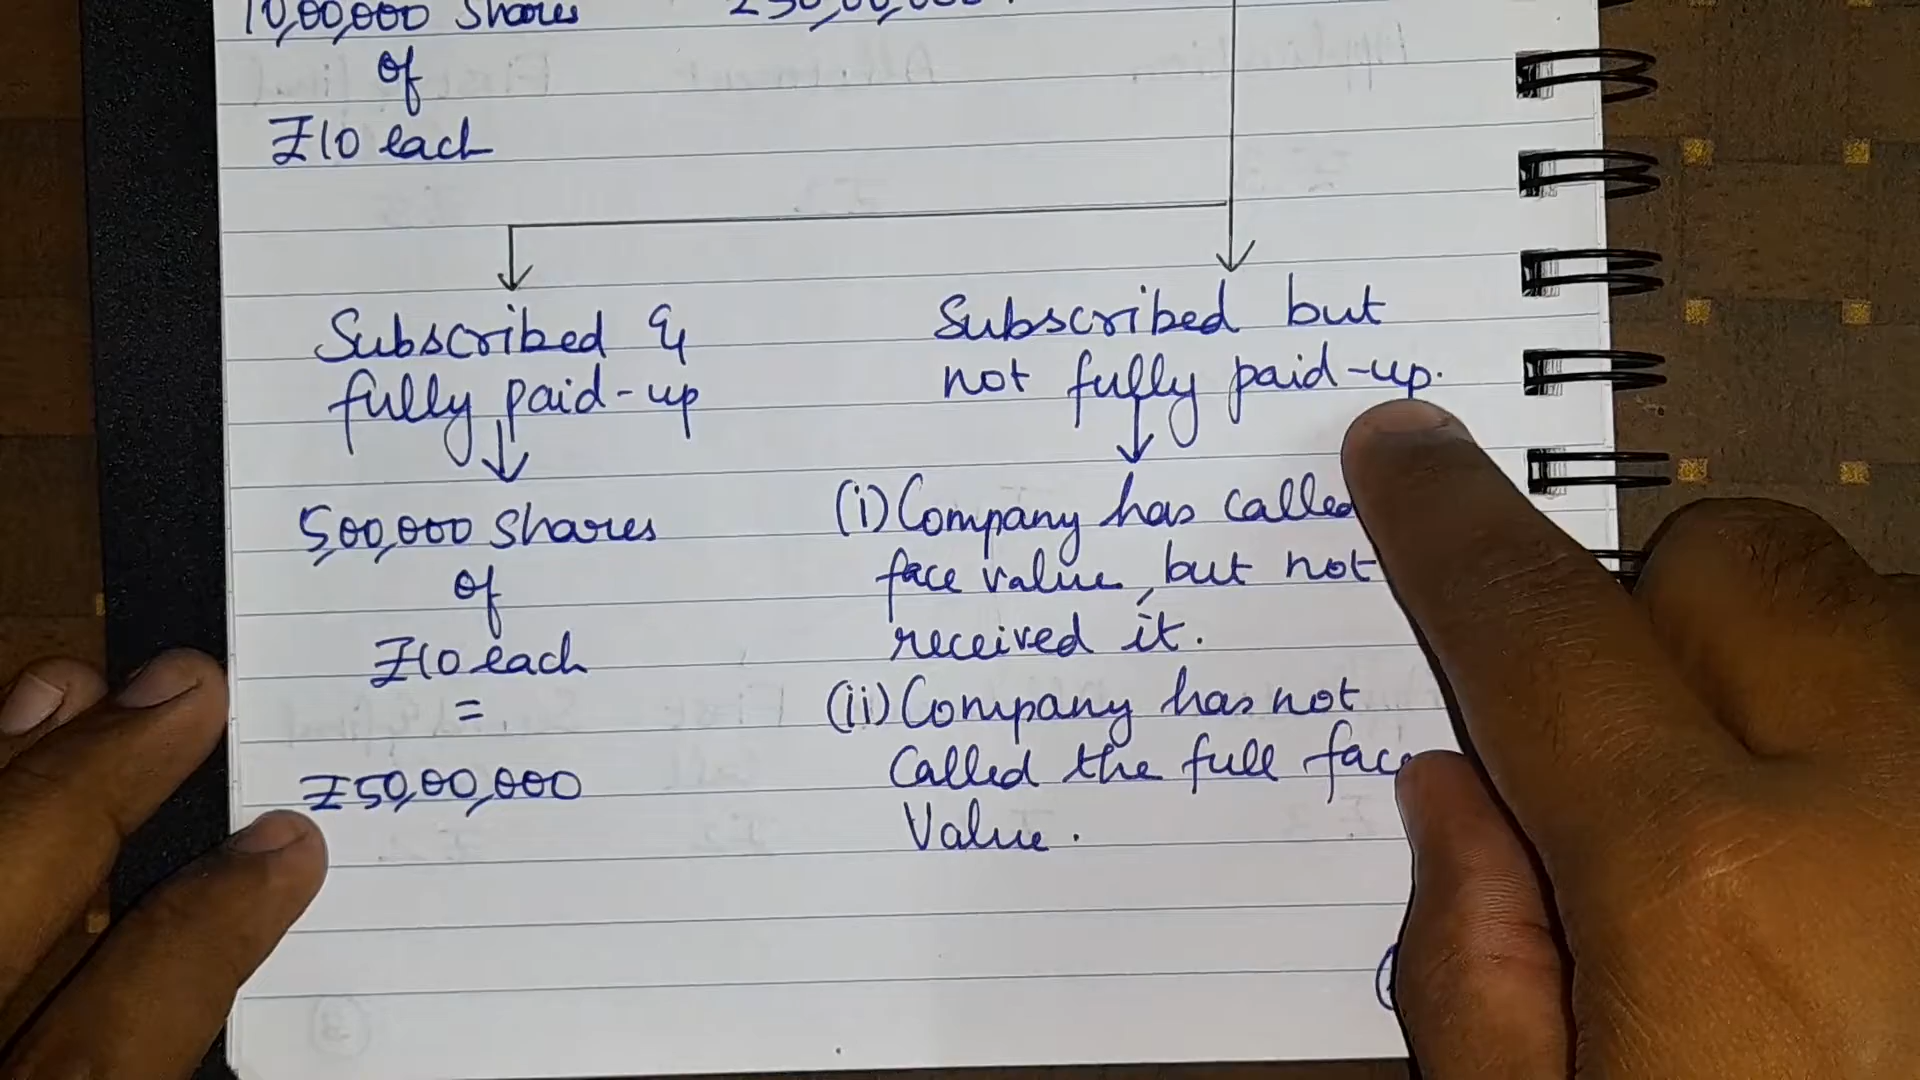 10,00,000 Shares
of
₹10 each
Subscribed &
fully paid-up
5,00,000 Shares
of
₹10 each
=
₹50,00,000
Subscribed but
not fully paid-up.
(i) Company has called
face value, but not
received it.
(ii) Company has not
Called the full face
Value.